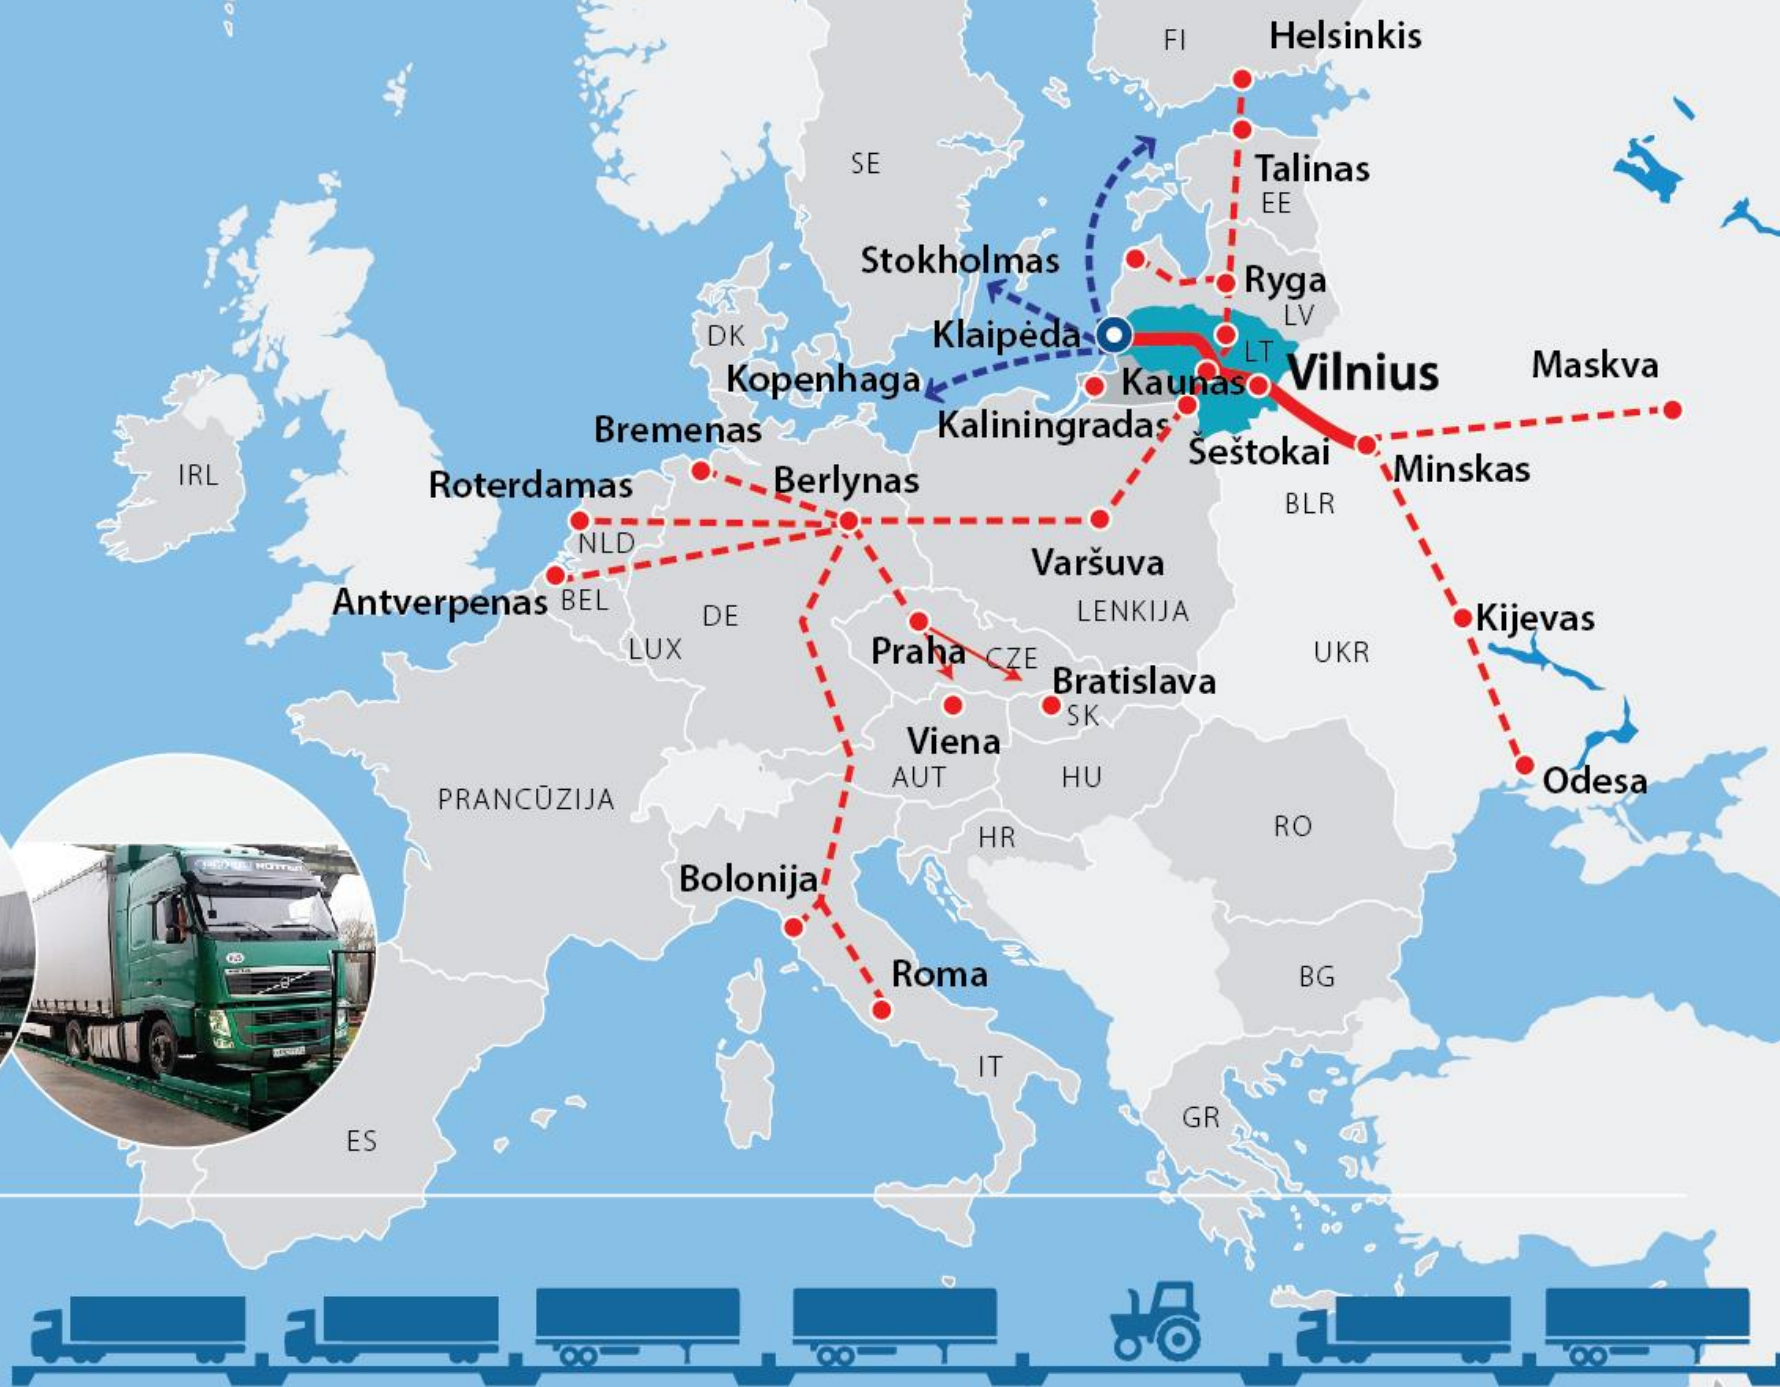 FI
Helsinkis
SE
Talinas
EE
Stokholmas
Ryga
LV
DK
Klaipėda
LT
Vilnius
Maskva
Kopenhaga
Kaunas
Kaliningradas
Bremenas
Šeštokai
Minskas
IRL
Roterdamas
Berlynas
BLR
NLD
Varšuva
Antverpenas
BEL
DE
LENKIJA
Kijevas
LUX
Praha
CZE
UKR
Bratislava
SK
Viena
AUT
HU
Odesa
PRANCŪZIJA
HR
RO
Bolonija
Roma
BG
IT
GR
ES